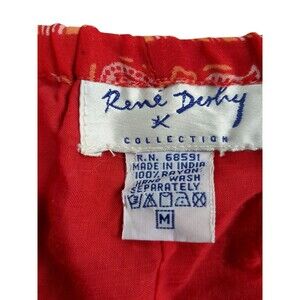 René Derhy
COLLECTION
R.N. 68591
MADE IN INDIA
100% RAYON
HAND WASH
SEPARATELY
M